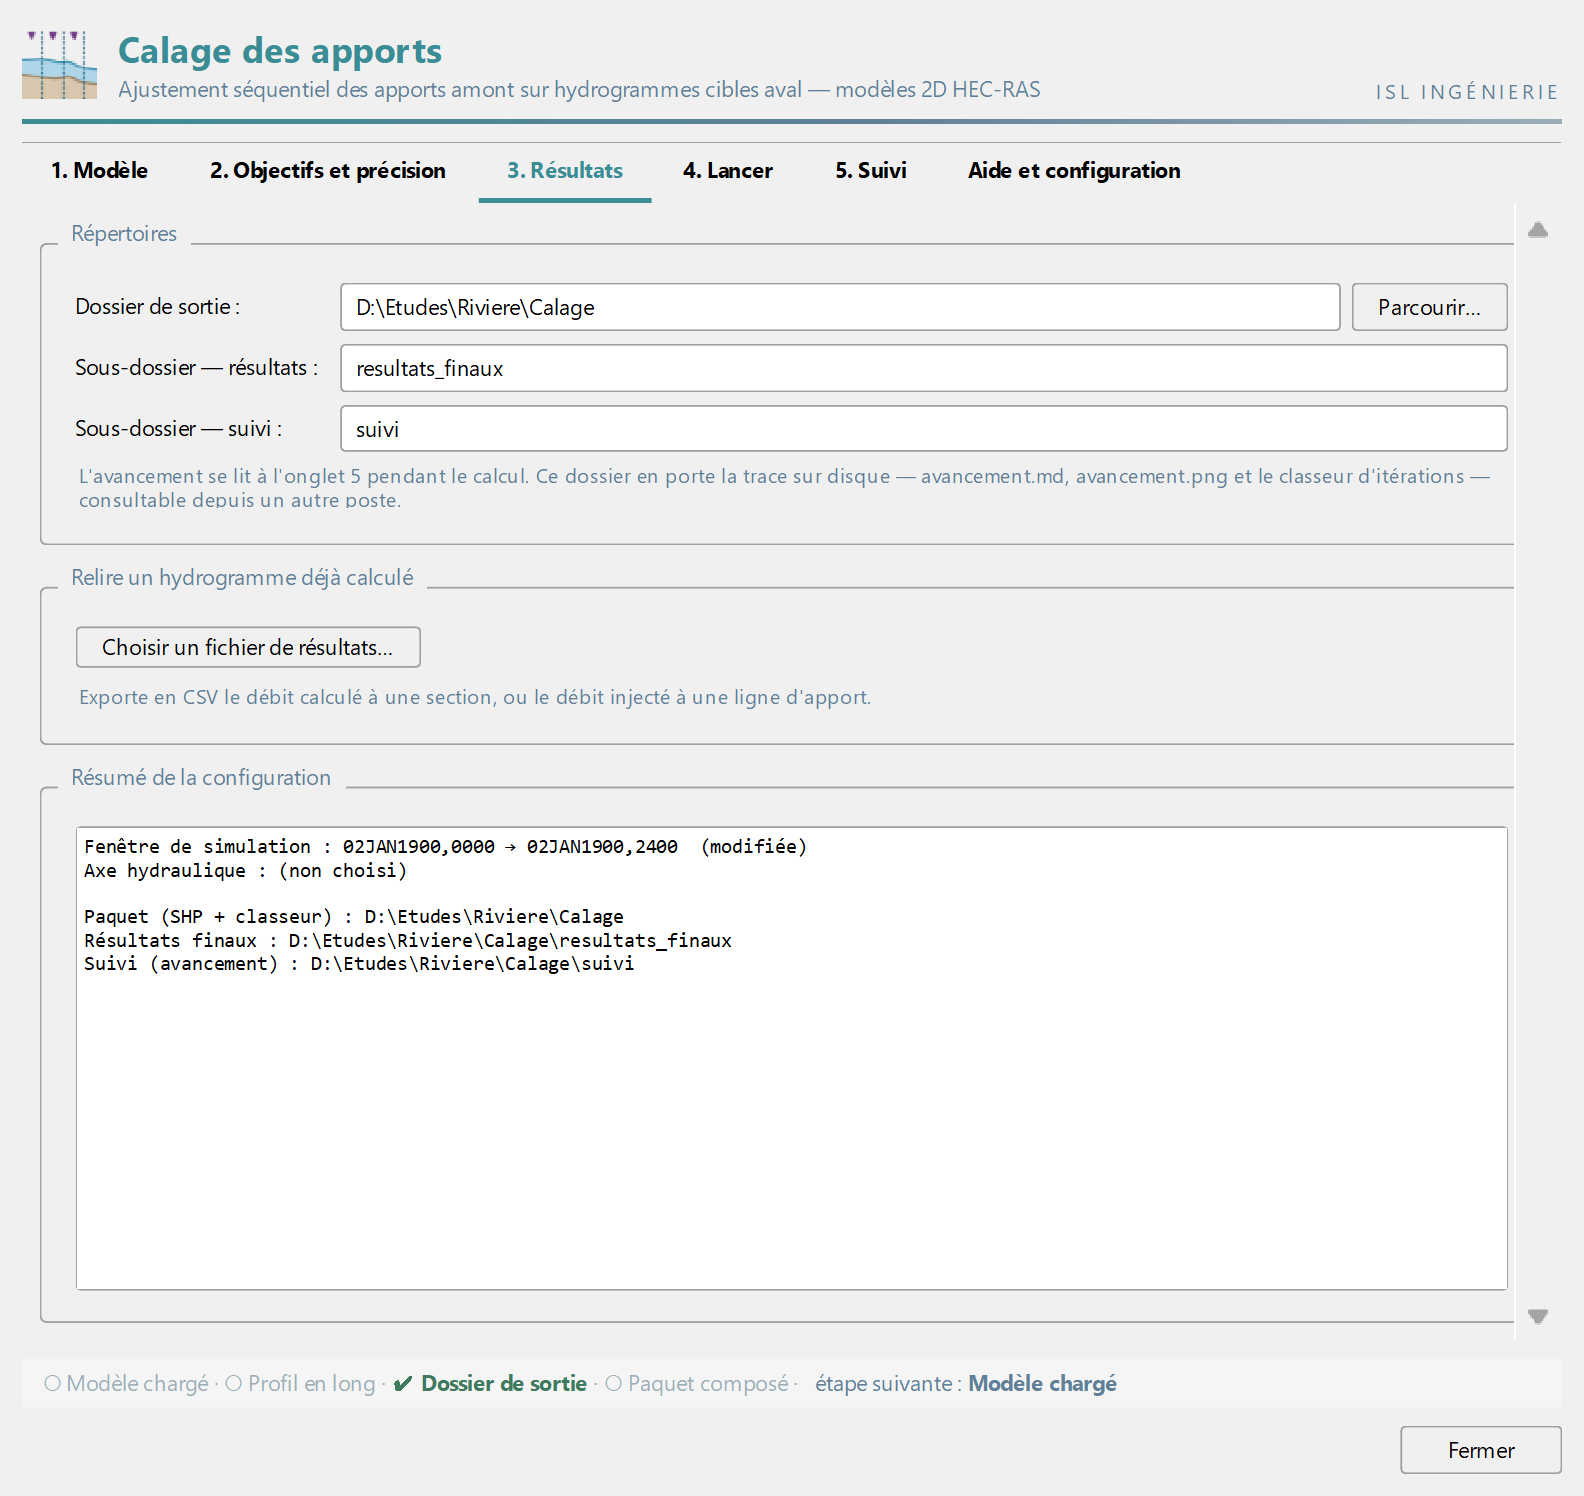 Calage des apports
Ajustement séquentiel des apports amont sur hydrogrammes cibles aval — modèles 2D HEC-RAS
ISL INGÉNIERIE
1. Modèle
2. Objectifs et précision
3. Résultats
4. Lancer
5. Suivi
Aide et configuration
Répertoires
Dossier de sortie :
D:\Etudes\Riviere\Calage
Parcourir...
Sous-dossier — résultats :
resultats_finaux
Sous-dossier — suivi :
suivi
L'avancement se lit à l'onglet 5 pendant le calcul. Ce dossier en porte la trace sur disque — avancement.md, avancement.png et le classeur d'itérations —
consultable depuis un autre poste.
Relire un hydrogramme déjà calculé
Choisir un fichier de résultats...
Exporte en CSV le débit calculé à une section, ou le débit injecté à une ligne d'apport.
Résumé de la configuration
Fenêtre de simulation : 02JAN1900,0000 → 02JAN1900,2400  (modifiée)
Axe hydraulique : (non choisi)
Paquet (SHP + classeur) : D:\Etudes\Riviere\Calage
Résultats finaux : D:\Etudes\Riviere\Calage\resultats_finaux
Suivi (avancement) : D:\Etudes\Riviere\Calage\suivi
○ Modèle chargé · ○ Profil en long · ✔ Dossier de sortie · ○ Paquet composé · étape suivante : Modèle chargé
Fermer